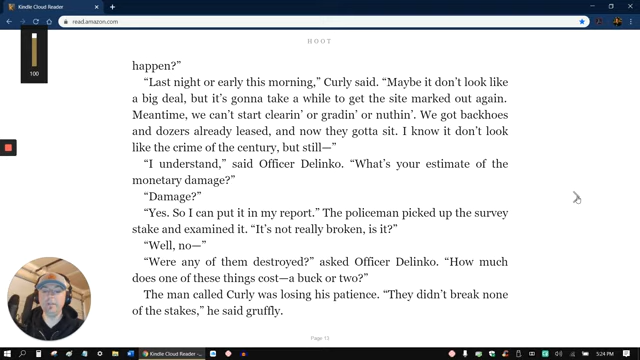 Kindle Cloud Reader
read.amazon.com
100
HOOT
happen?”
“Last night or early this morning,” Curly said. “Maybe it don’t look like
a big deal, but it’s gonna take a while to get the site marked out again.
Meantime, we can’t start clearin’ or gradin’ or nuthin’. We got backhoes
and dozers already leased, and now they gotta sit. I know it don’t look
like the crime of the century, but still—”
“I understand,” said Officer Delinko. “What’s your estimate of the
monetary damage?”
“Damage?”
“Yes. So I can put it in my report.” The policeman picked up the survey
stake and examined it. “It’s not really broken, is it?”
“Well, no—”
“Were any of them destroyed?” asked Officer Delinko. “How much
does one of these things cost—a buck or two?”
The man called Curly was losing his patience. “They didn’t break none
of the stakes,” he said gruffly.
Page 13
Kindle Cloud Reader -
5:24 PM